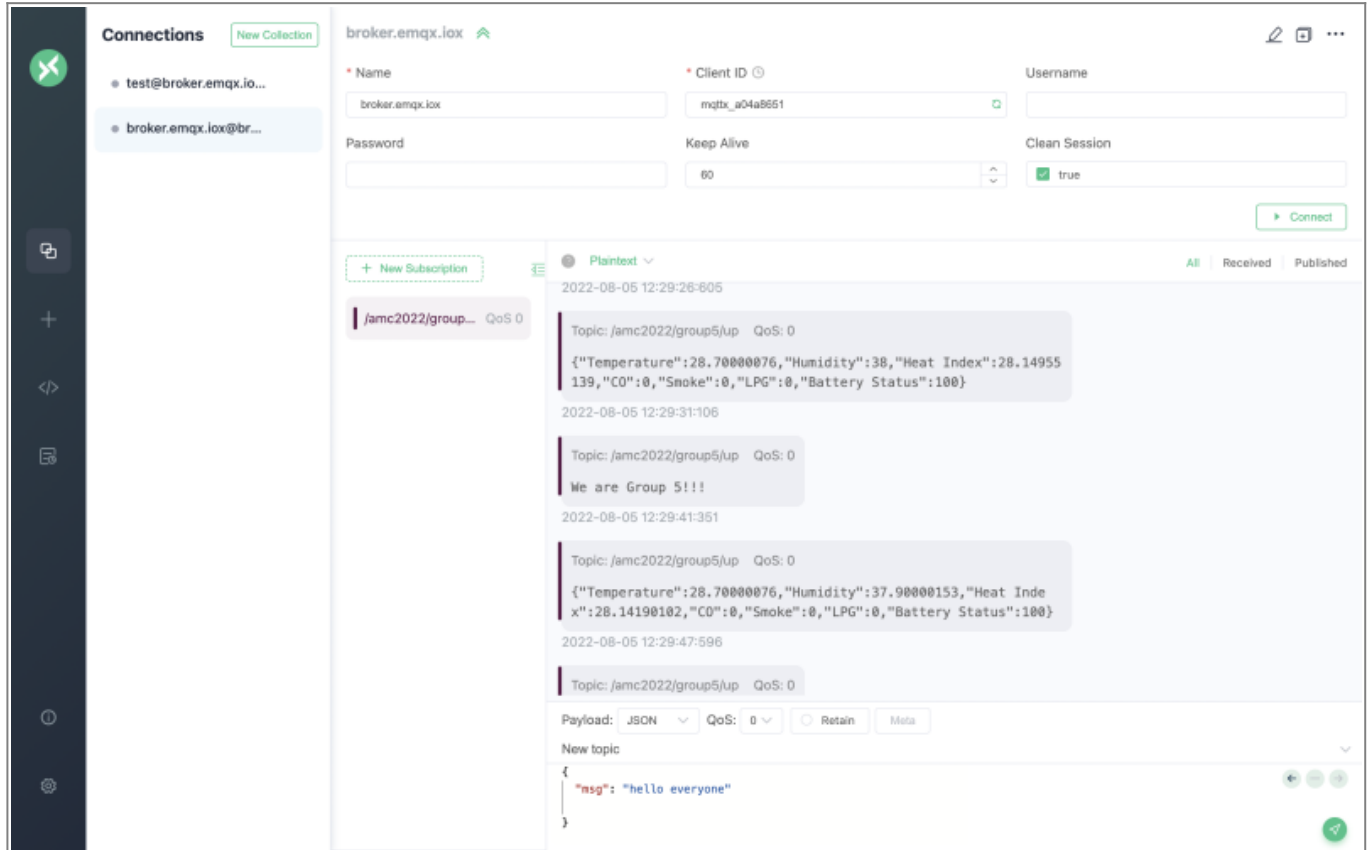 Connections
New Collection
test@broker.emqx.io...
broker.emqx.iox@br...
broker.emqx.iox
* Name
* Client ID
Username
broker.emqx.iox
mqttx_a04a8651
Password
Keep Alive
Clean Session
60
true
Connect
+ New Subscription
/amc2022/group... QoS 0
Plaintext
All
Received
Published
2022-08-05 12:29:26:605
Topic: /amc2022/group5/up QoS: 0
{"Temperature":28.70000076,"Humidity":38,"Heat Index":28.14955
139,"CO":0,"Smoke":0,"LPG":0,"Battery Status":100}
2022-08-05 12:29:31:106
Topic: /amc2022/group5/up QoS: 0
We are Group 5!!!
2022-08-05 12:29:41:351
Topic: /amc2022/group5/up QoS: 0
{"Temperature":28.70000076,"Humidity":37.90000153,"Heat Inde
x":28.14190102,"CO":0,"Smoke":0,"LPG":0,"Battery Status":100}
2022-08-05 12:29:47:596
Topic: /amc2022/group5/up QoS: 0
Payload: JSON QoS: 0 Retain Meta
New topic
{
"msg": "hello everyone"
}